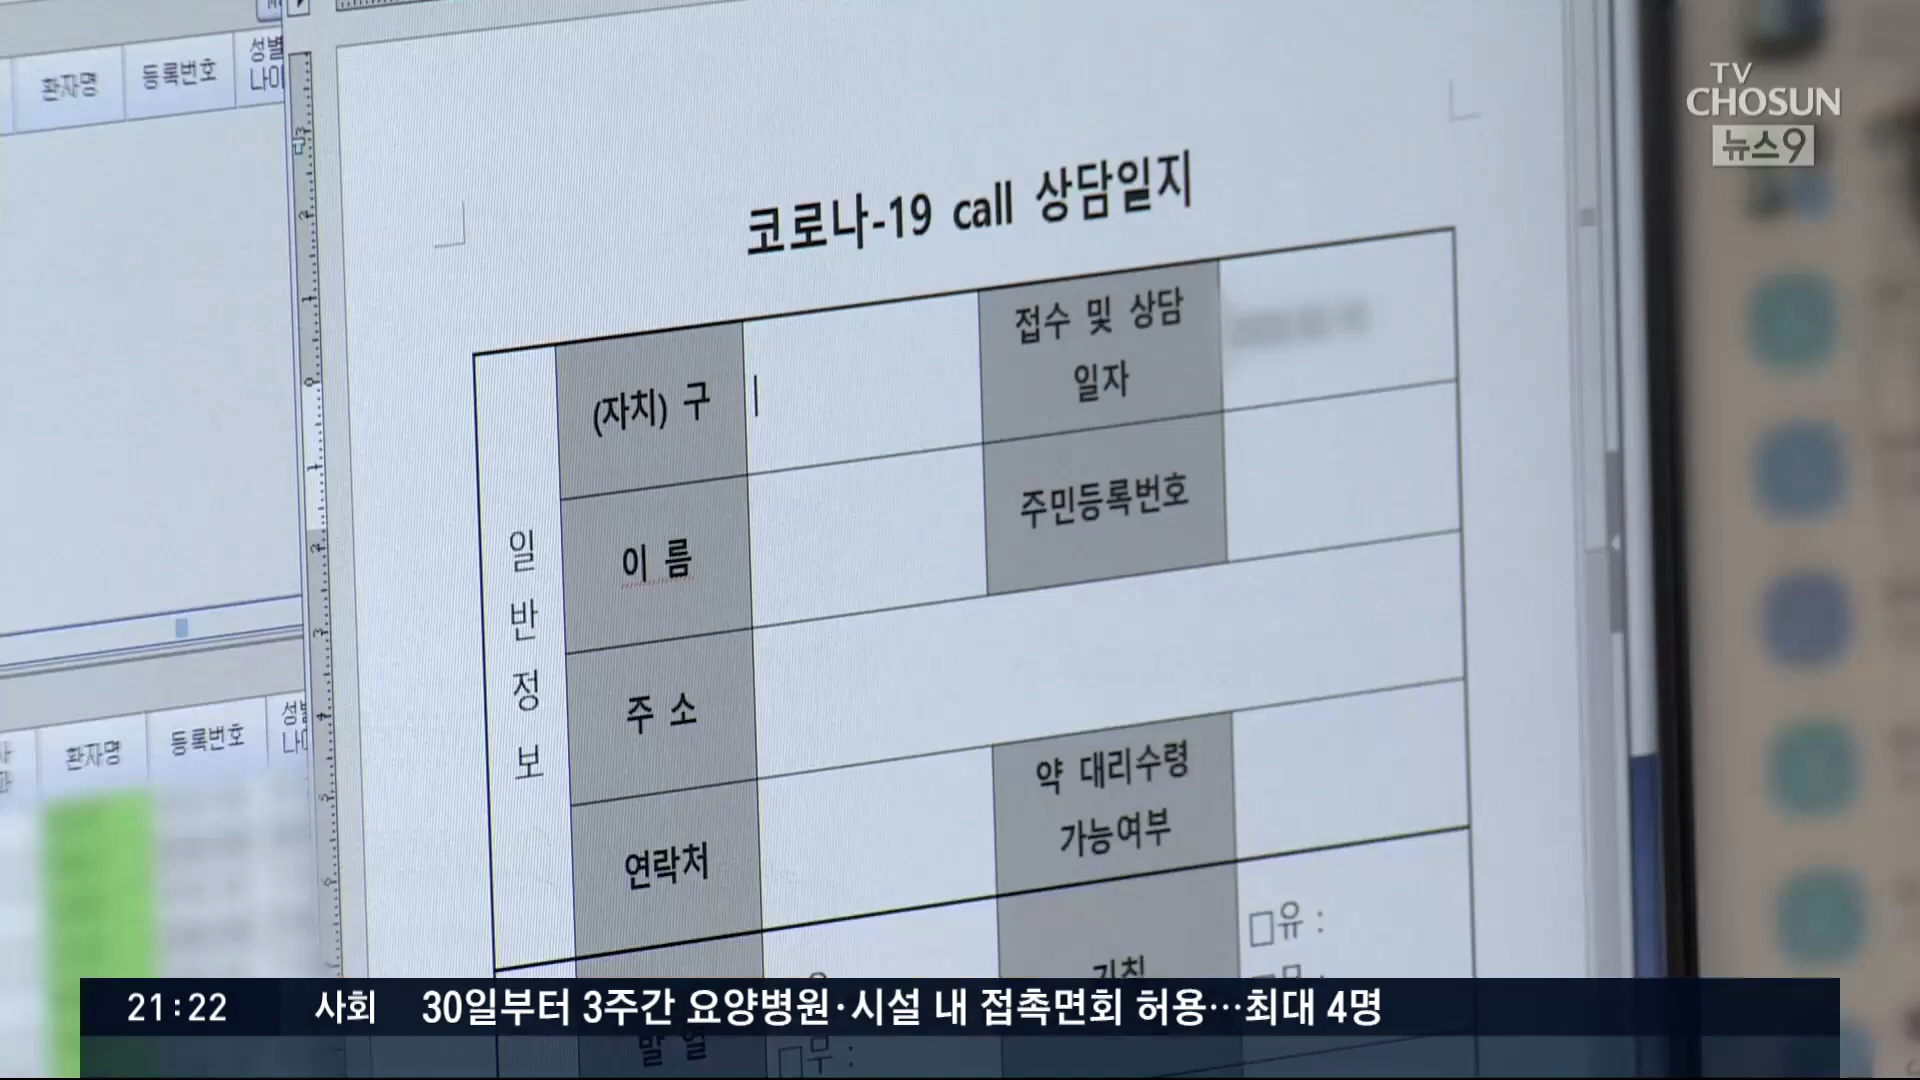 TV
CHOSUN
뉴스9
환자명 등록번호 성별
나이
코로나-19 call 상담일지
일반정보
(자치) 구
접수 및 상담
일자
이 름
주민등록번호
주 소
연락처
약 대리수령
가능여부
환자명 등록번호
기침
□유 :
발 열
□무 :
21:22 사회 30일부터 3주간 요양병원·시설 내 접촉면회 허용…최대 4명